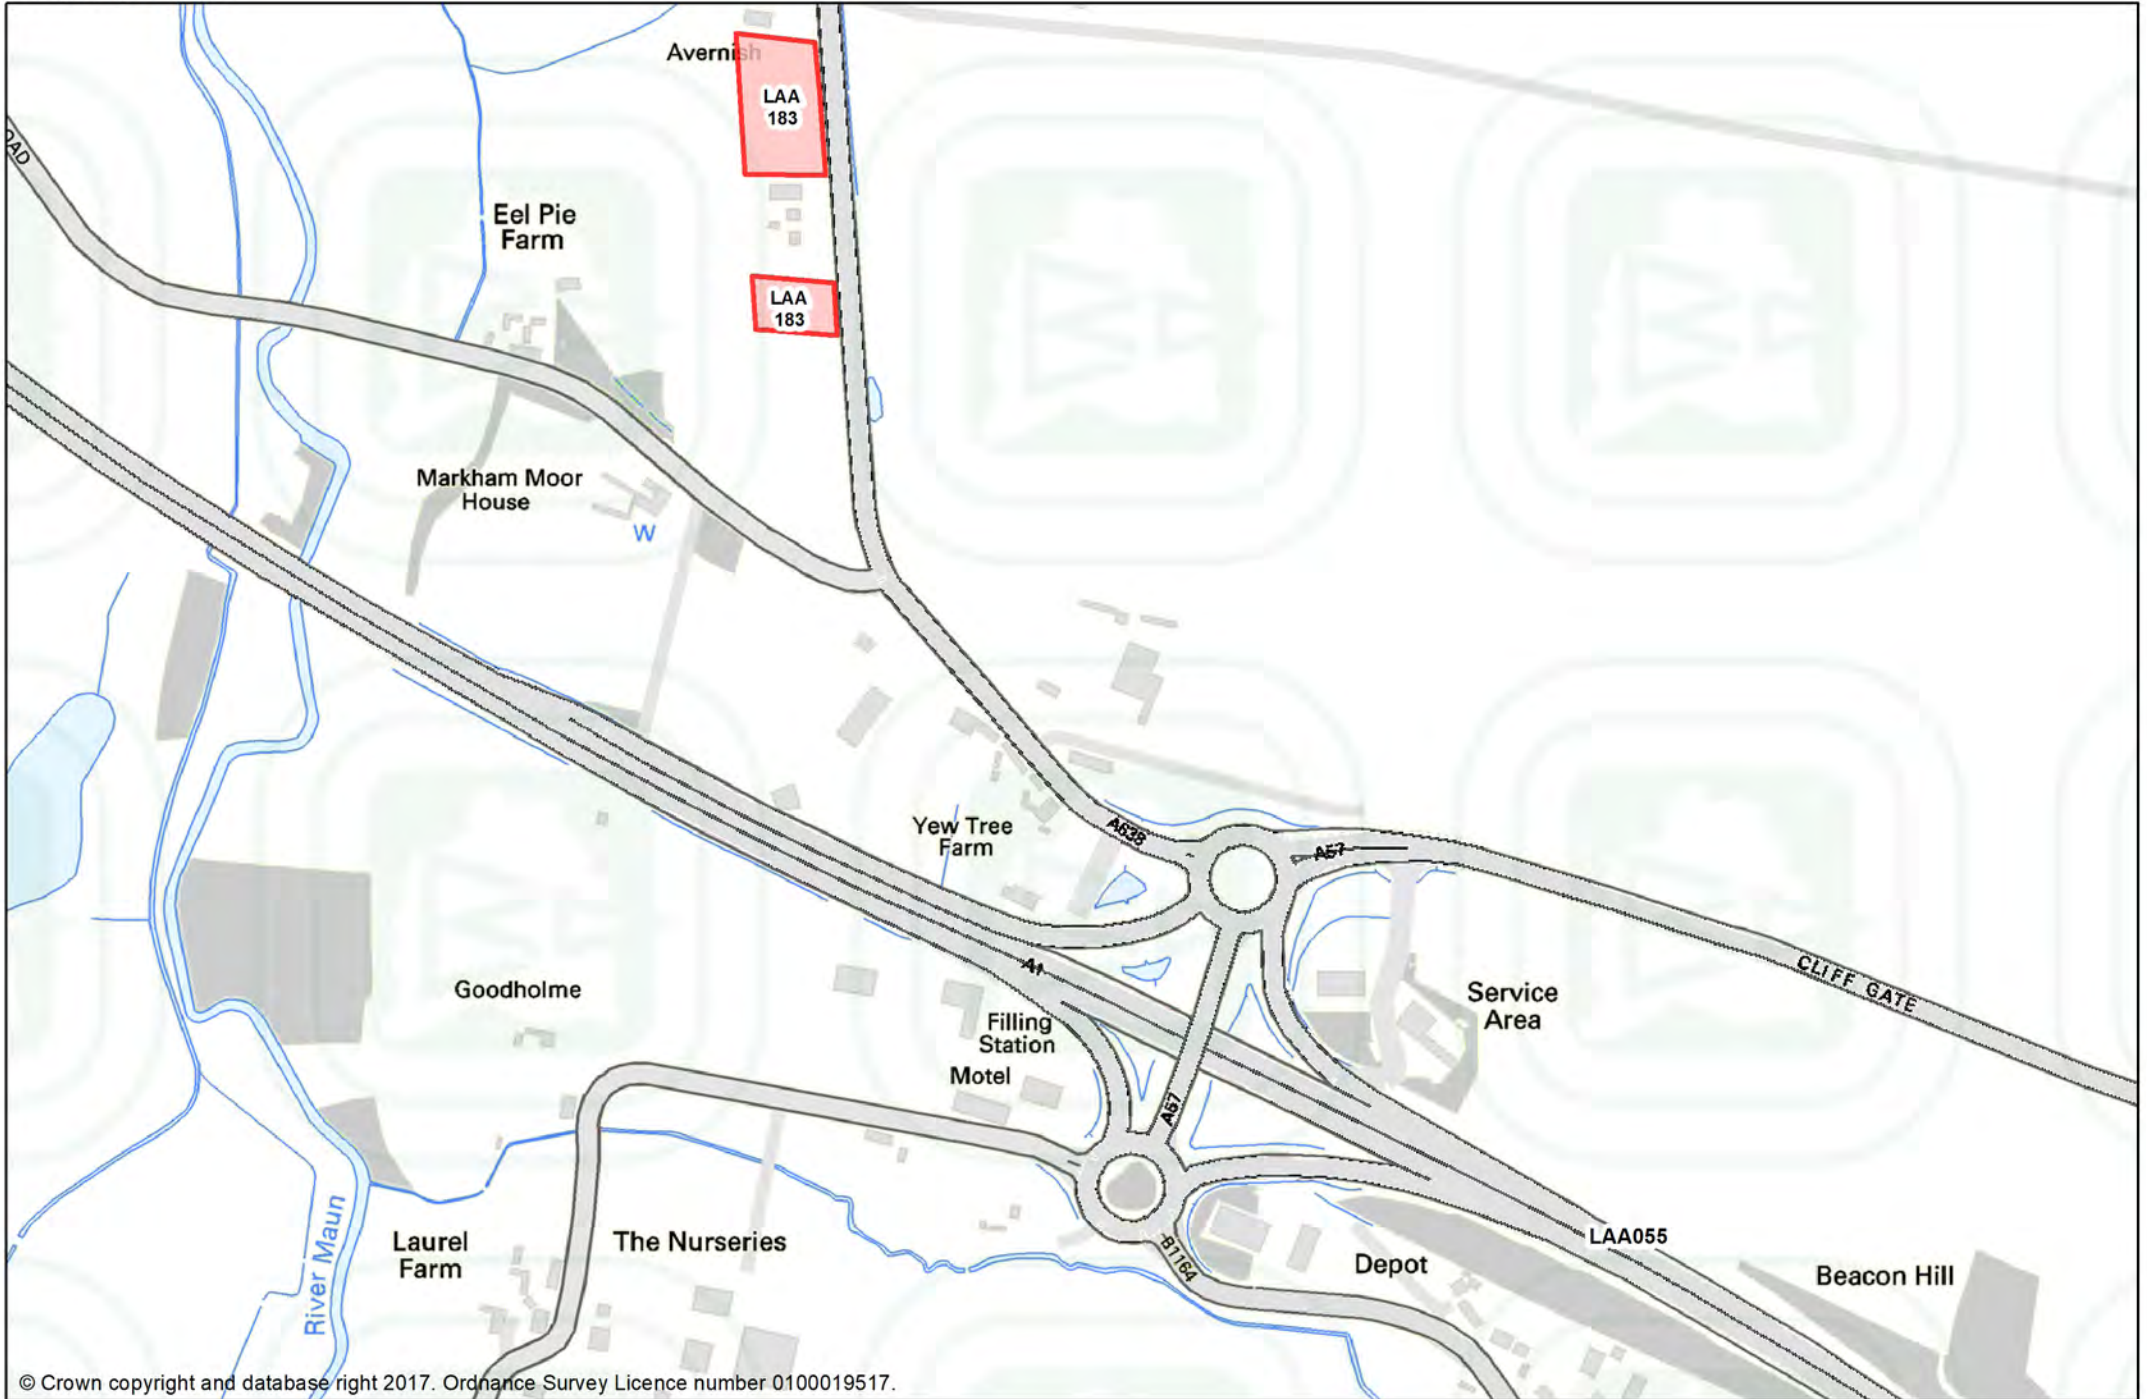 Avernish
LAA
183
OAD
Eel Pie
Farm
LAA
183
Markham Moor
House
W
Yew Tree
Farm
A638
A57
A1
CLIFF GATE
Goodholme
Service
Area
Filling
Station
Motel
A57
LAA055
River Maun
Laurel
Farm
The Nurseries
B1164
Depot
Beacon Hill
© Crown copyright and database right 2017. Ordnance Survey Licence number 0100019517.